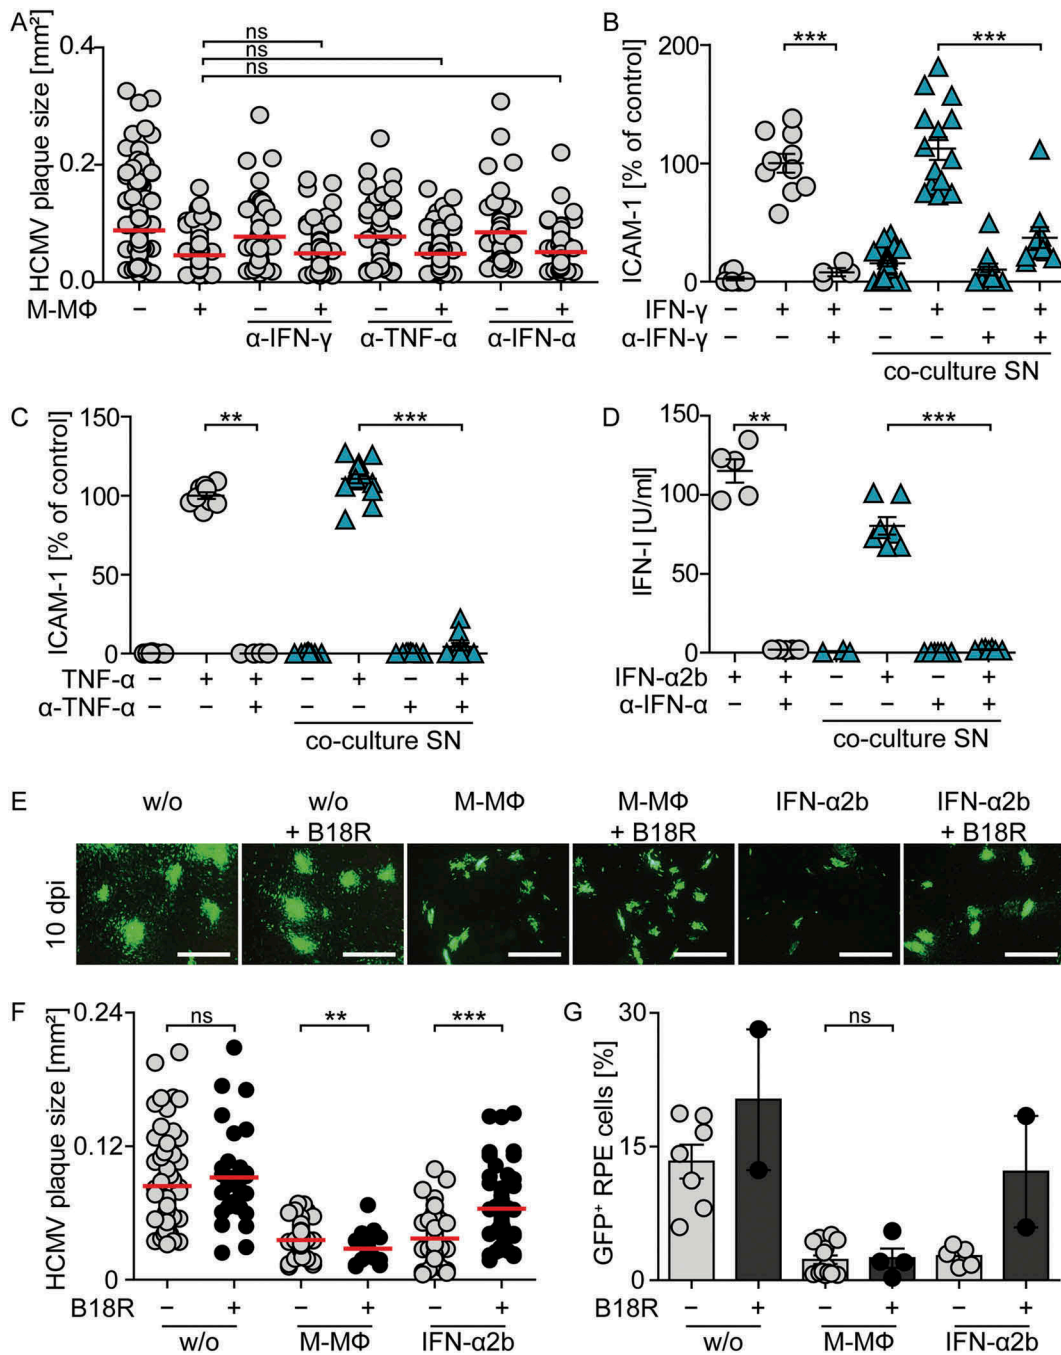 A
HCMV plaque size [mm²]
0.4
0.2
0.0
ns
ns
ns
M-MΦ
– + – + – + – +
α-IFN-γ α-TNF-α α-IFN-α
B
ICAM-1 [% of control]
200
100
0
*** ***
IFN-γ – + + – + – +
α-IFN-γ – – + – – + +
co-culture SN
C
ICAM-1 [% of control]
150
100
50
0
** ***
TNF-α – + + – + – +
α-TNF-α – – + – – + +
co-culture SN
D
IFN-I [U/ml]
150
100
50
0
** ***
IFN-α2b + + – + – +
α-IFN-α – + – – + +
co-culture SN
E
w/o
w/o
+ B18R
M-MΦ
M-MΦ
+ B18R
IFN-α2b
IFN-α2b
+ B18R
10 dpi
F
HCMV plaque size [mm²]
0.24
0.12
0
ns ** ***
B18R – + – + – +
w/o M-MΦ IFN-α2b
G
GFP⁺ RPE cells [%]
30
15
0
ns
B18R – + – + – +
w/o M-MΦ IFN-α2b